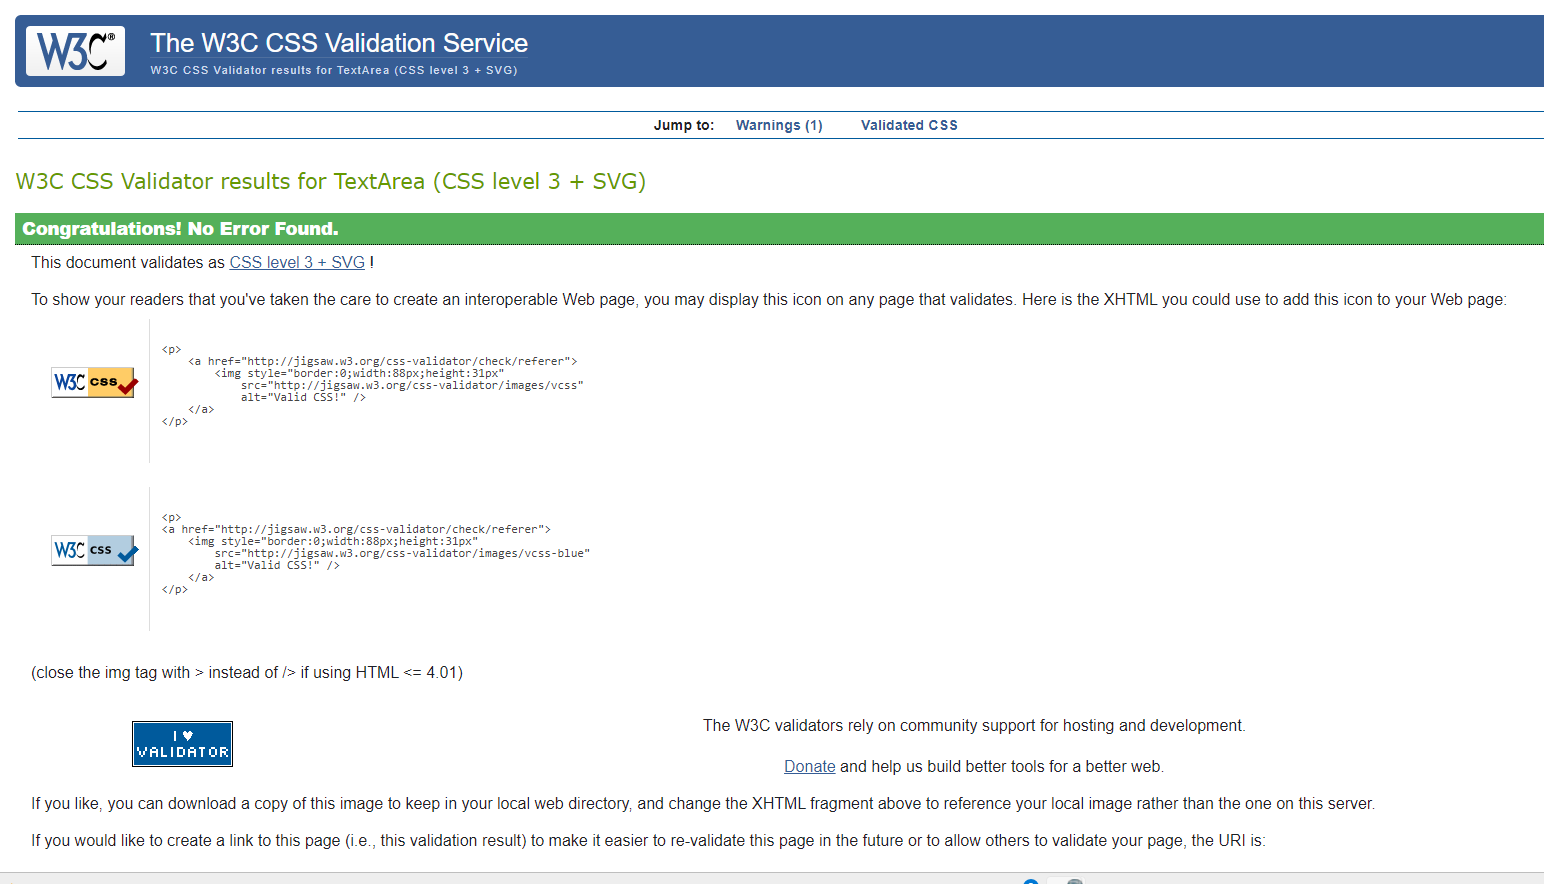 W3C®
The W3C CSS Validation Service
W3C CSS Validator results for TextArea (CSS level 3 + SVG)
Jump to: Warnings (1) Validated CSS
W3C CSS Validator results for TextArea (CSS level 3 + SVG)
Congratulations! No Error Found.
This document validates as CSS level 3 + SVG !
To show your readers that you've taken the care to create an interoperable Web page, you may display this icon on any page that validates. Here is the XHTML you could use to add this icon to your Web page:
W3C css
<p>
    <a href="http://jigsaw.w3.org/css-validator/check/referer">
        <img style="border:0;width:88px;height:31px"
            src="http://jigsaw.w3.org/css-validator/images/vcss"
            alt="Valid CSS!" />
    </a>
</p>
W3C css
<p>
<a href="http://jigsaw.w3.org/css-validator/check/referer">
    <img style="border:0;width:88px;height:31px"
        src="http://jigsaw.w3.org/css-validator/images/vcss-blue"
        alt="Valid CSS!" />
    </a>
</p>
(close the img tag with > instead of /> if using HTML <= 4.01)
I ♥
VALIDATOR
The W3C validators rely on community support for hosting and development.
Donate and help us build better tools for a better web.
If you like, you can download a copy of this image to keep in your local web directory, and change the XHTML fragment above to reference your local image rather than the one on this server.
If you would like to create a link to this page (i.e., this validation result) to make it easier to re-validate this page in the future or to allow others to validate your page, the URI is: